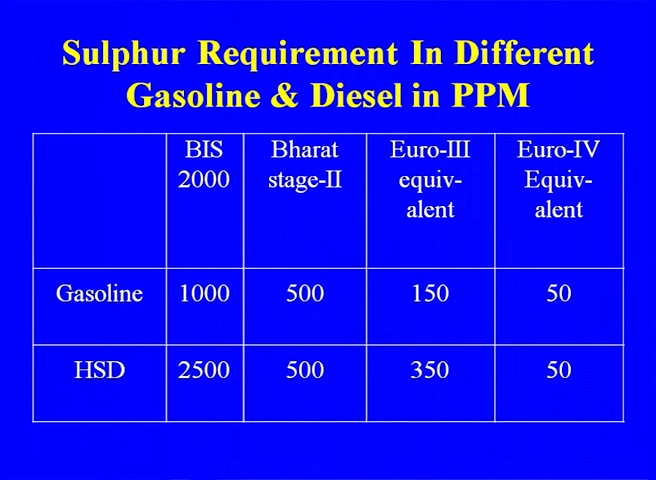 Sulphur Requirement In Different
Gasoline & Diesel in PPM
BIS 2000 Bharat stage-II Euro-III equiv-alent Euro-IV Equiv-alent
Gasoline 1000 500 150 50
HSD 2500 500 350 50